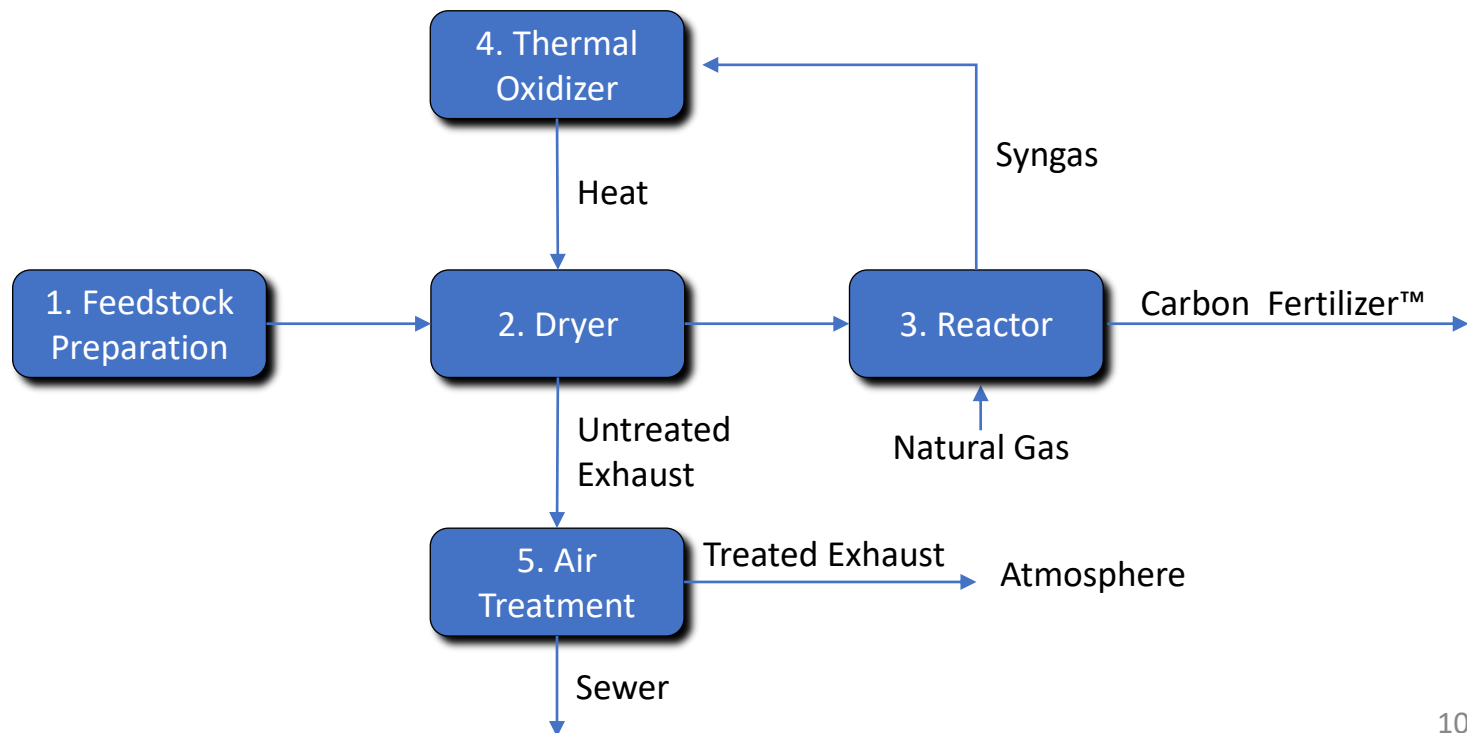 4. Thermal
Oxidizer
Syngas
Heat
1. Feedstock
Preparation
2. Dryer
3. Reactor
Carbon  Fertilizer™
Untreated
Exhaust
Natural Gas
5. Air
Treatment
Treated Exhaust
Atmosphere
Sewer
10